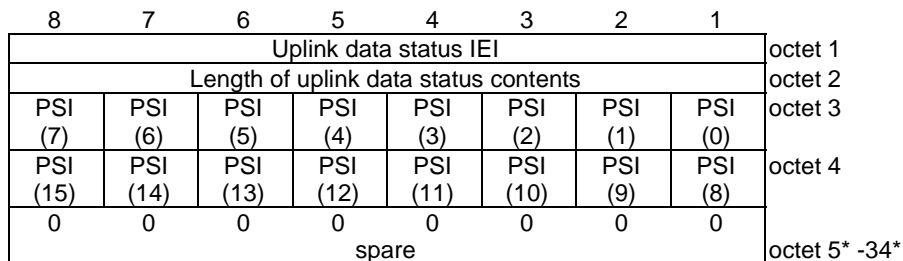 8 7 6 5 4 3 2 1
Uplink data status IEI octet 1
Length of uplink data status contents octet 2
PSI PSI PSI PSI PSI PSI PSI PSI octet 3
(7) (6) (5) (4) (3) (2) (1) (0)
PSI PSI PSI PSI PSI PSI PSI PSI octet 4
(15) (14) (13) (12) (11) (10) (9) (8)
0 0 0 0 0 0 0 0
spare octet 5* -34*